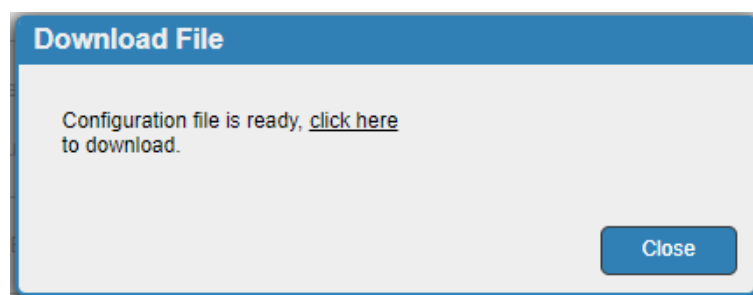 Download File
Configuration file is ready, click here
to download.
Close